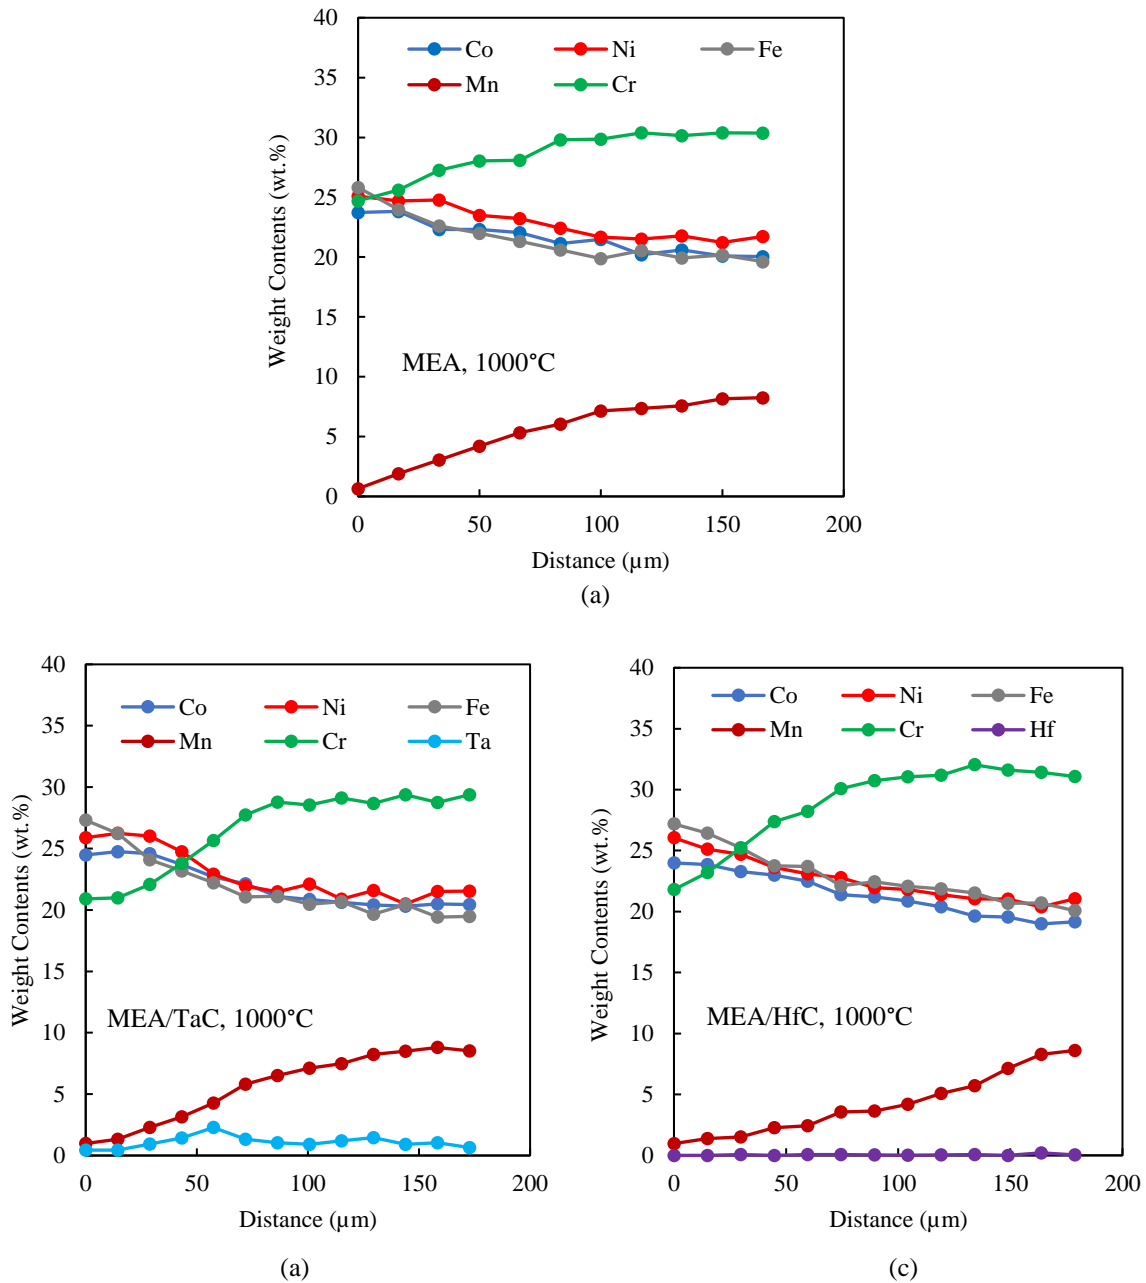 40
35
30
25
20
15
10
5
0
Weight Contents (wt.%)
Co Ni Fe
Mn Cr
MEA, 1000°C
0 50 100 150 200
Distance (µm)
(a)
40
35
30
25
20
15
10
5
0
Weight Contents (wt.%)
Co Ni Fe
Mn Cr Ta
MEA/TaC, 1000°C
0 50 100 150 200
Distance (µm)
(a)
40
35
30
25
20
15
10
5
0
Weight Contents (wt.%)
Co Ni Fe
Mn Cr Hf
MEA/HfC, 1000°C
0 50 100 150 200
Distance (µm)
(c)